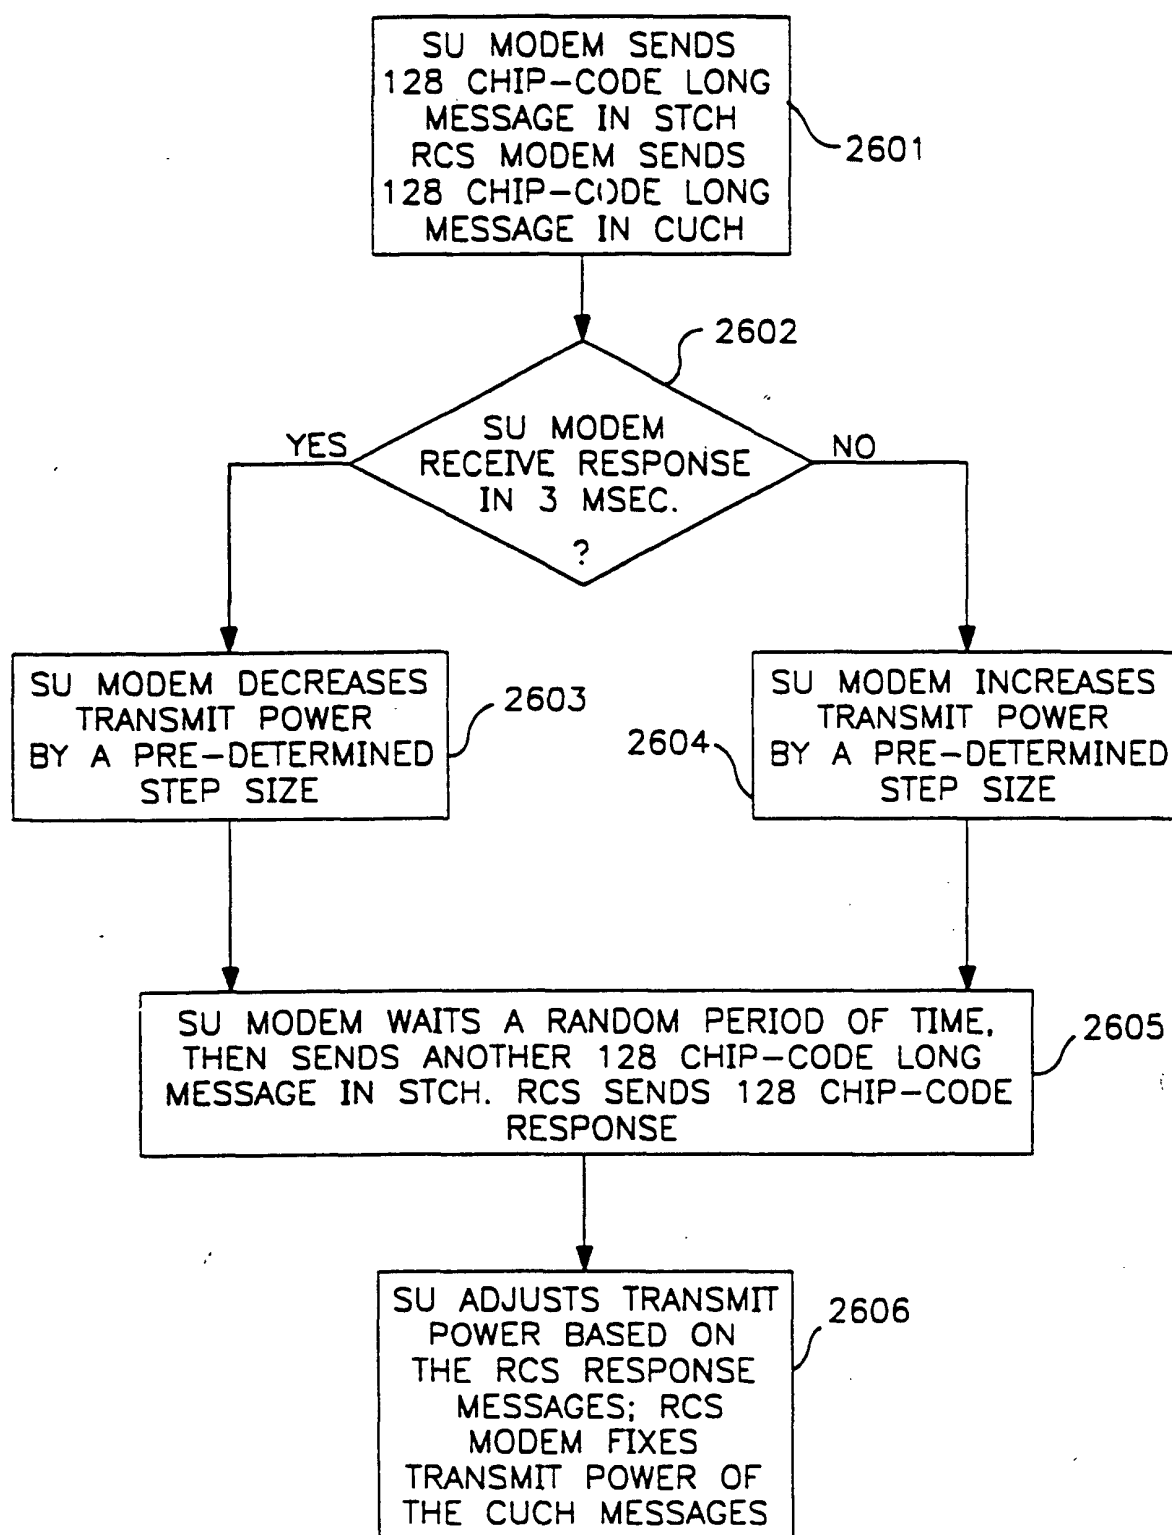 SU MODEM SENDS
128 CHIP-CODE LONG
MESSAGE IN STCH
RCS MODEM SENDS
128 CHIP-CODE LONG
MESSAGE IN CUCH
2601
2602
SU MODEM
RECEIVE RESPONSE
IN 3 MSEC.
?
YES
NO
SU MODEM DECREASES
TRANSMIT POWER
BY A PRE-DETERMINED
STEP SIZE
2603
SU MODEM INCREASES
TRANSMIT POWER
BY A PRE-DETERMINED
STEP SIZE
2604
SU MODEM WAITS A RANDOM PERIOD OF TIME,
THEN SENDS ANOTHER 128 CHIP-CODE LONG
MESSAGE IN STCH. RCS SENDS 128 CHIP-CODE
RESPONSE
2605
SU ADJUSTS TRANSMIT
POWER BASED ON
THE RCS RESPONSE
MESSAGES; RCS
MODEM FIXES
TRANSMIT POWER OF
THE CUCH MESSAGES
2606